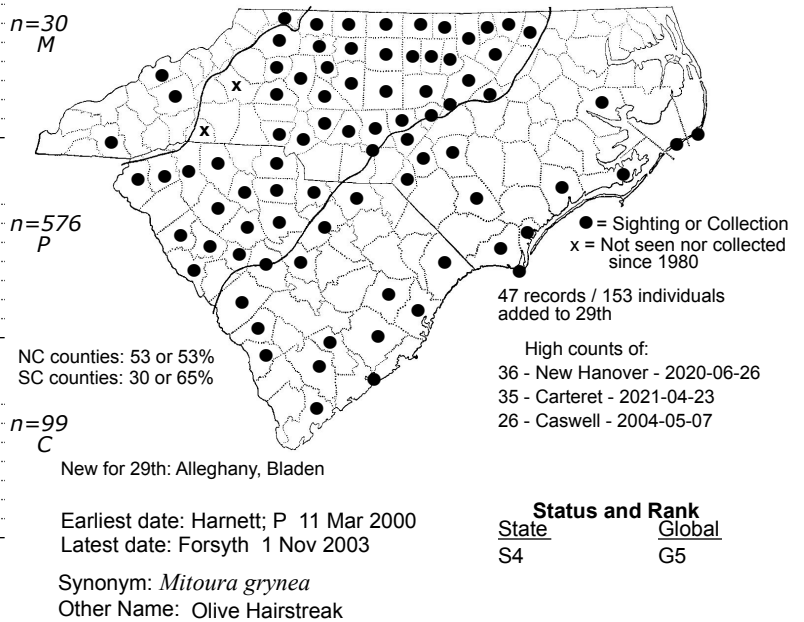 n=30
M
n=576
P
n=99
C
x
x
● = Sighting or Collection
x = Not seen nor collected
since 1980
47 records / 153 individuals
added to 29th
NC counties: 53 or 53%
SC counties: 30 or 65%
High counts of:
36 - New Hanover - 2020-06-26
35 - Carteret - 2021-04-23
26 - Caswell - 2004-05-07
New for 29th: Alleghany, Bladen
Earliest date: Harnett; P 11 Mar 2000
Latest date: Forsyth 1 Nov 2003
Status and Rank
State Global
S4 G5
Synonym: Mitoura grynea
Other Name: Olive Hairstreak